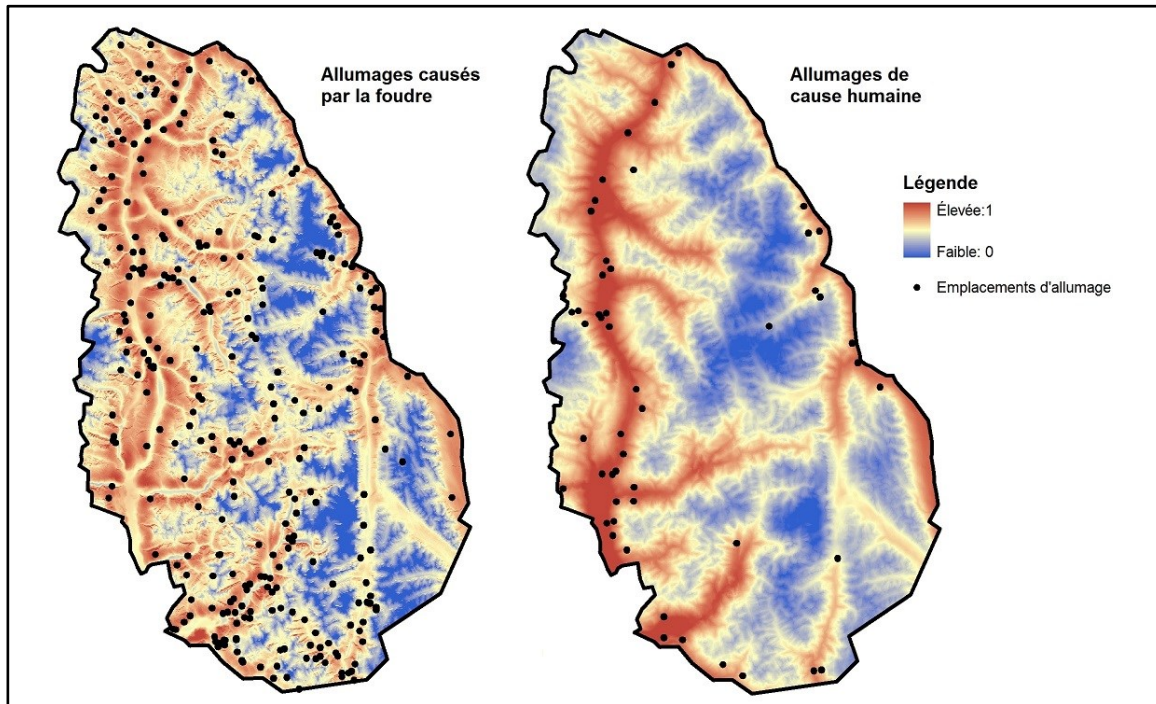 Allumages causés
par la foudre
Allumages de
cause humaine
Légende
Élevée:1
Faible: 0
Emplacements d'allumage